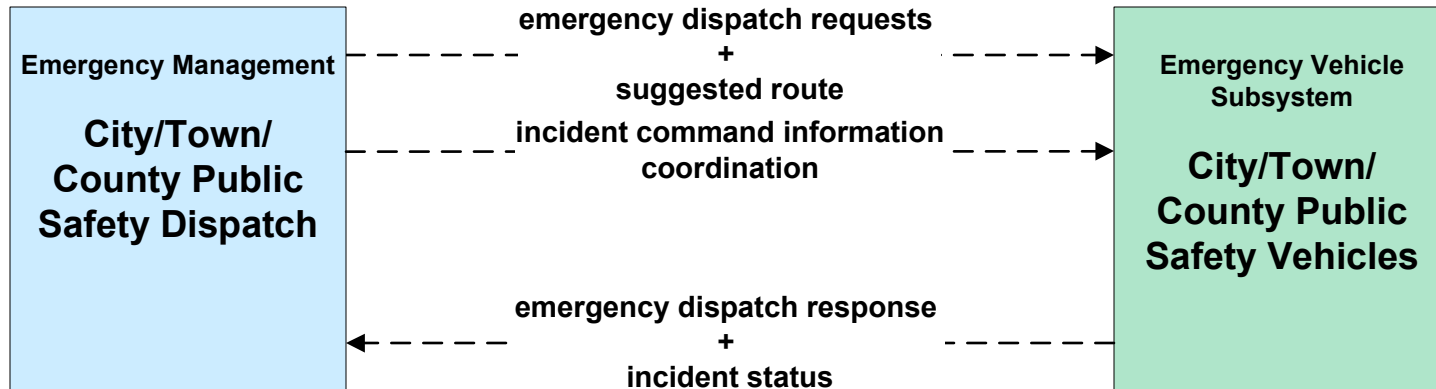 Emergency Management
City/Town/
County Public
Safety Dispatch
emergency dispatch requests
+
suggested route
incident command information
coordination
emergency dispatch response
+
incident status
Emergency Vehicle
Subsystem
City/Town/
County Public
Safety Vehicles